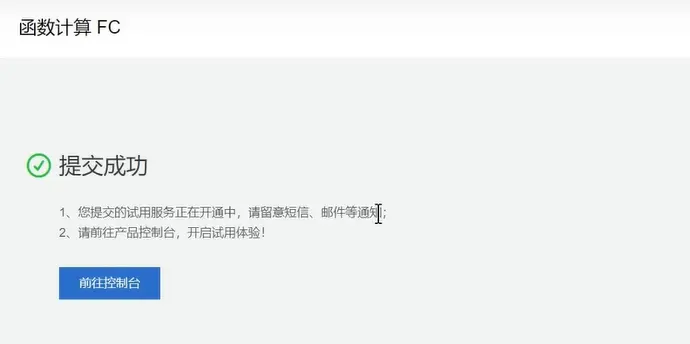 函数计算 FC
提交成功
1、您提交的试用服务正在开通中，请留意短信、邮件等通知；
2、请前往产品控制台，开启试用体验！
前往控制台